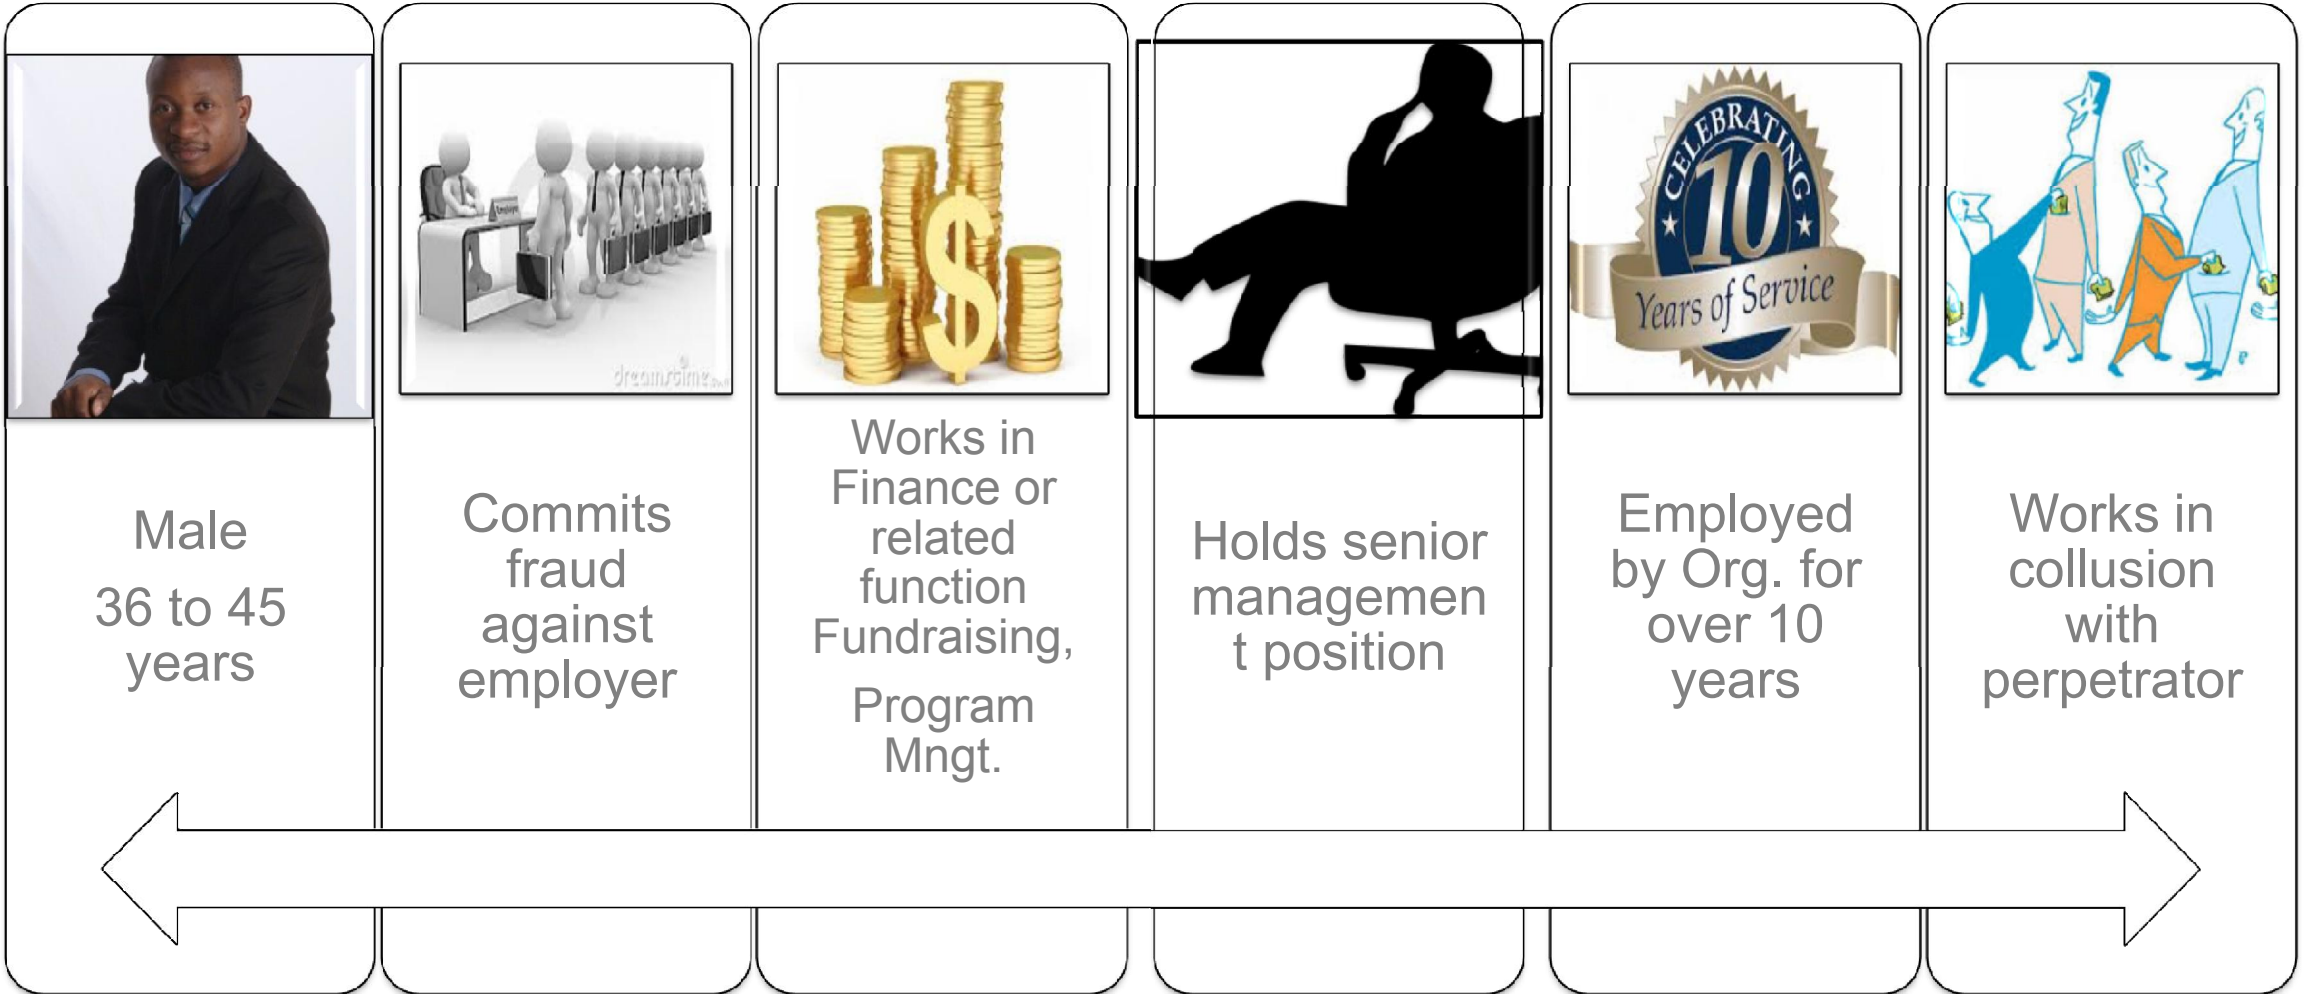 Male
36 to 45
years
Employer
dreamstime
Commits
fraud
against
employer
Works in
Finance or
related
function
Fundraising,
Program
Mngt.
Holds senior
managemen
t position
CELEBRATING
10
Years of Service
Employed
by Org. for
over 10
years
Works in
collusion
with
perpetrator